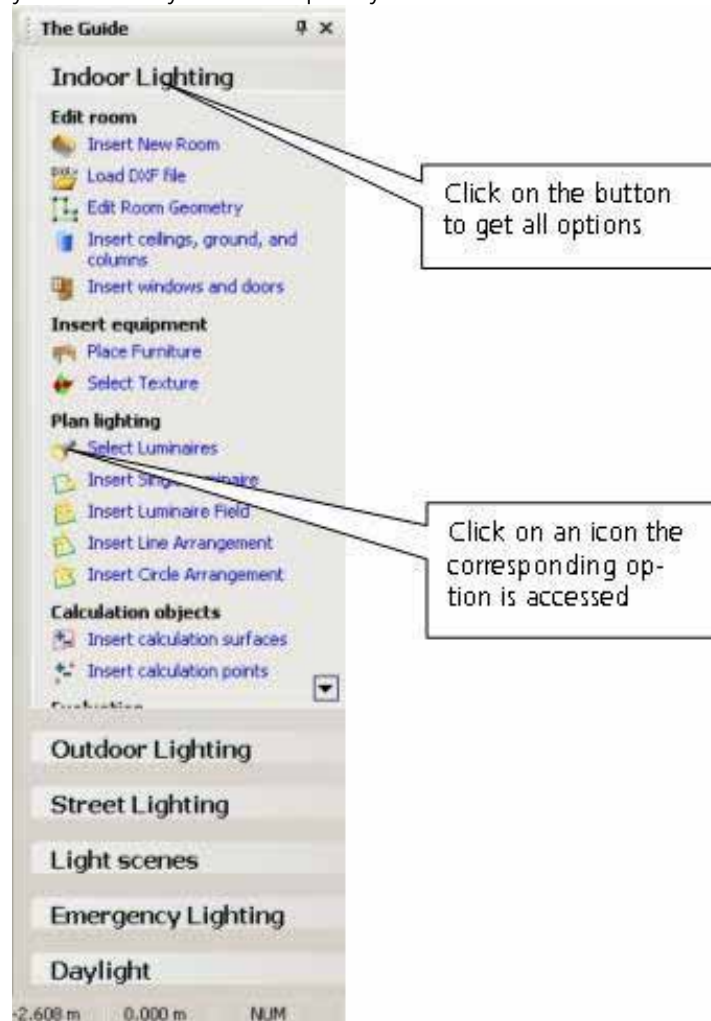 The Guide
Indoor Lighting
Edit room
Insert New Room
Load DXF file
Edit Room Geometry
Insert ceilings, ground, and
columns
Insert windows and doors
Insert equipment
Place Furniture
Select Texture
Plan lighting
Select Luminaires
Insert Single Luminaire
Insert Luminaire Field
Insert Line Arrangement
Insert Circle Arrangement
Calculation objects
Insert calculation surfaces
Insert calculation points
Outdoor Lighting
Street Lighting
Light scenes
Emergency Lighting
Daylight
-2.608 m 0.000 m NUM
Click on the button
to get all options
Click on an icon the
corresponding op-
tion is accessed